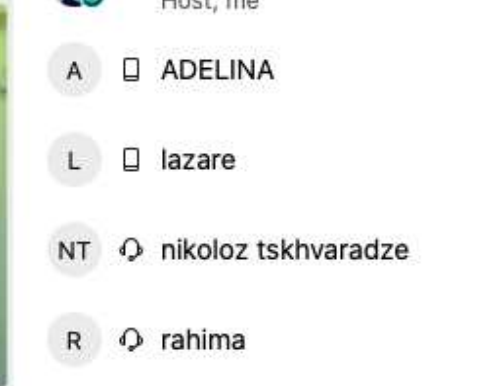 Host, me
A ADELINA
L lazare
NT nikoloz tskhvaradze
R rahima